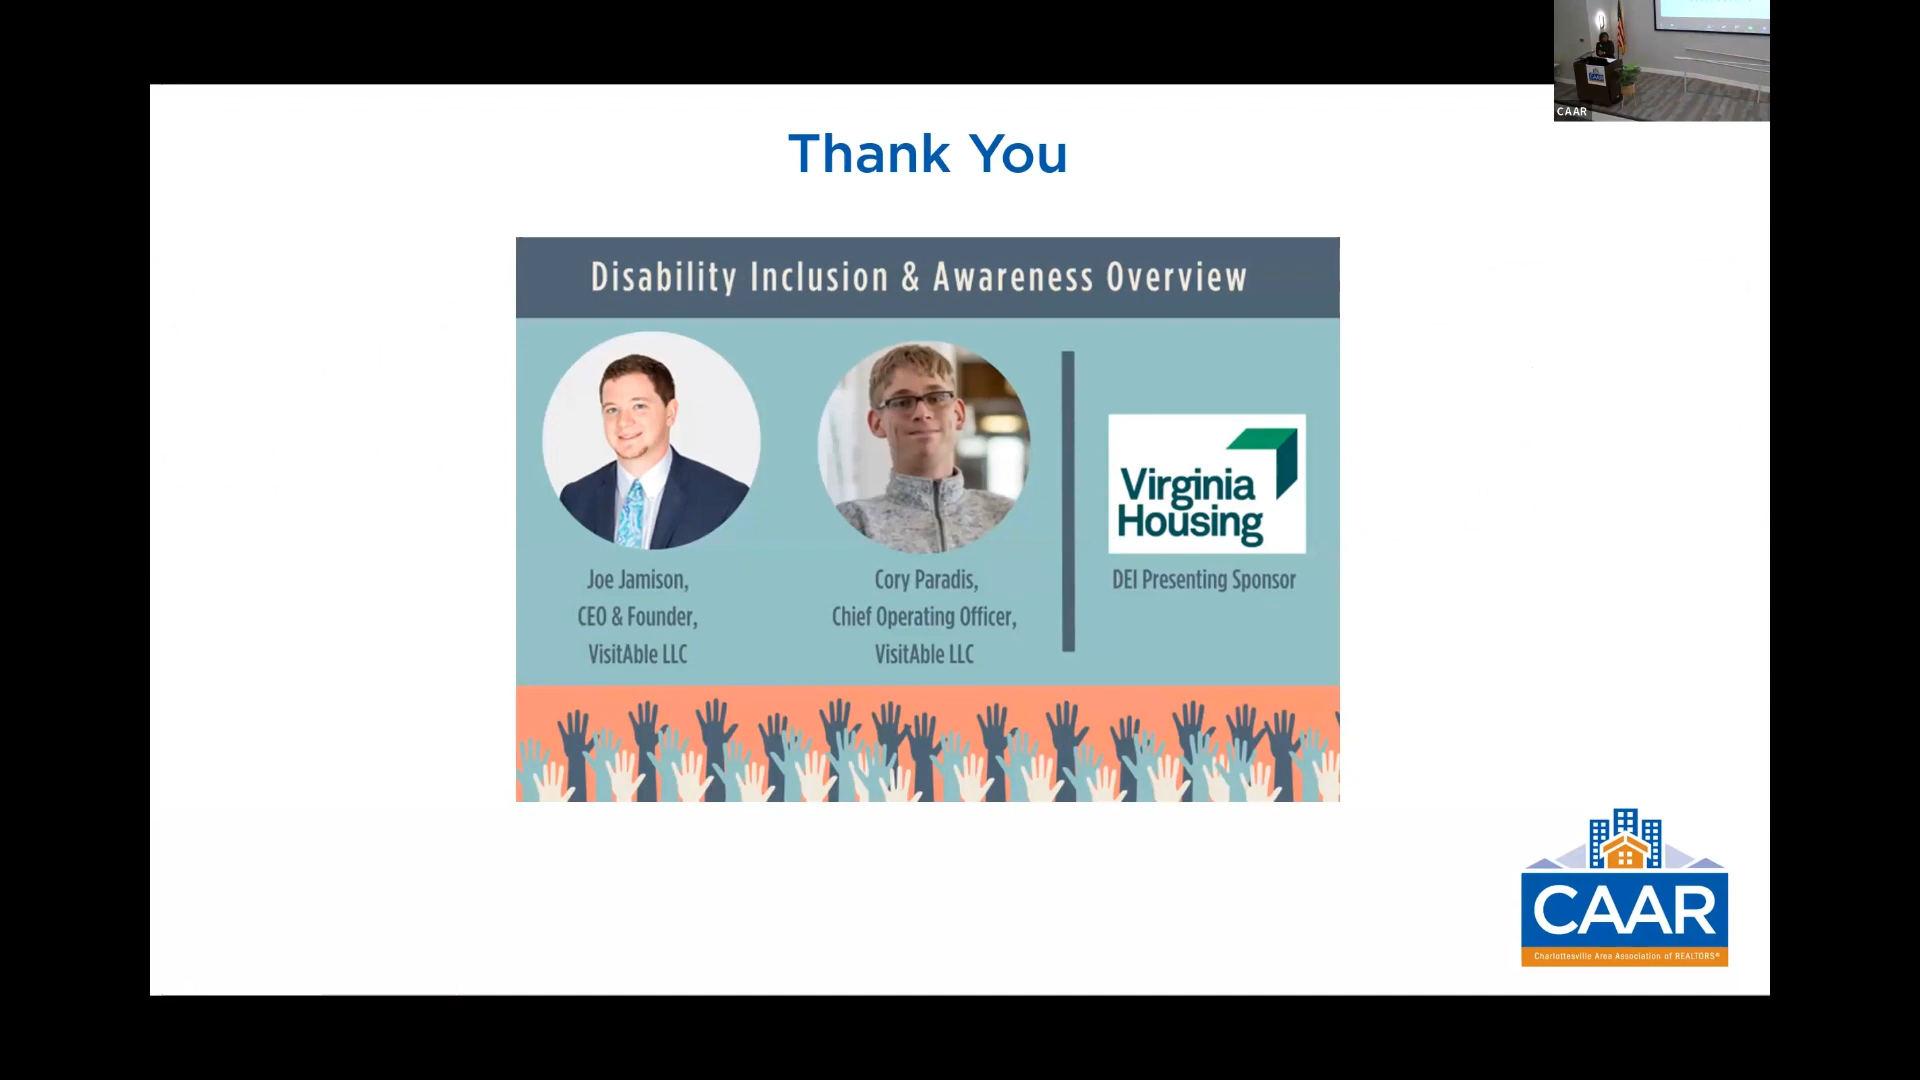 CAAR
CAAR
Thank You
Disability Inclusion & Awareness Overview
Joe Jamison,
CEO & Founder,
VisitAble LLC
Cory Paradis,
Chief Operating Officer,
VisitAble LLC
Virginia
Housing
DEI Presenting Sponsor
CAAR
Charlottesville Area Association of REALTORS®